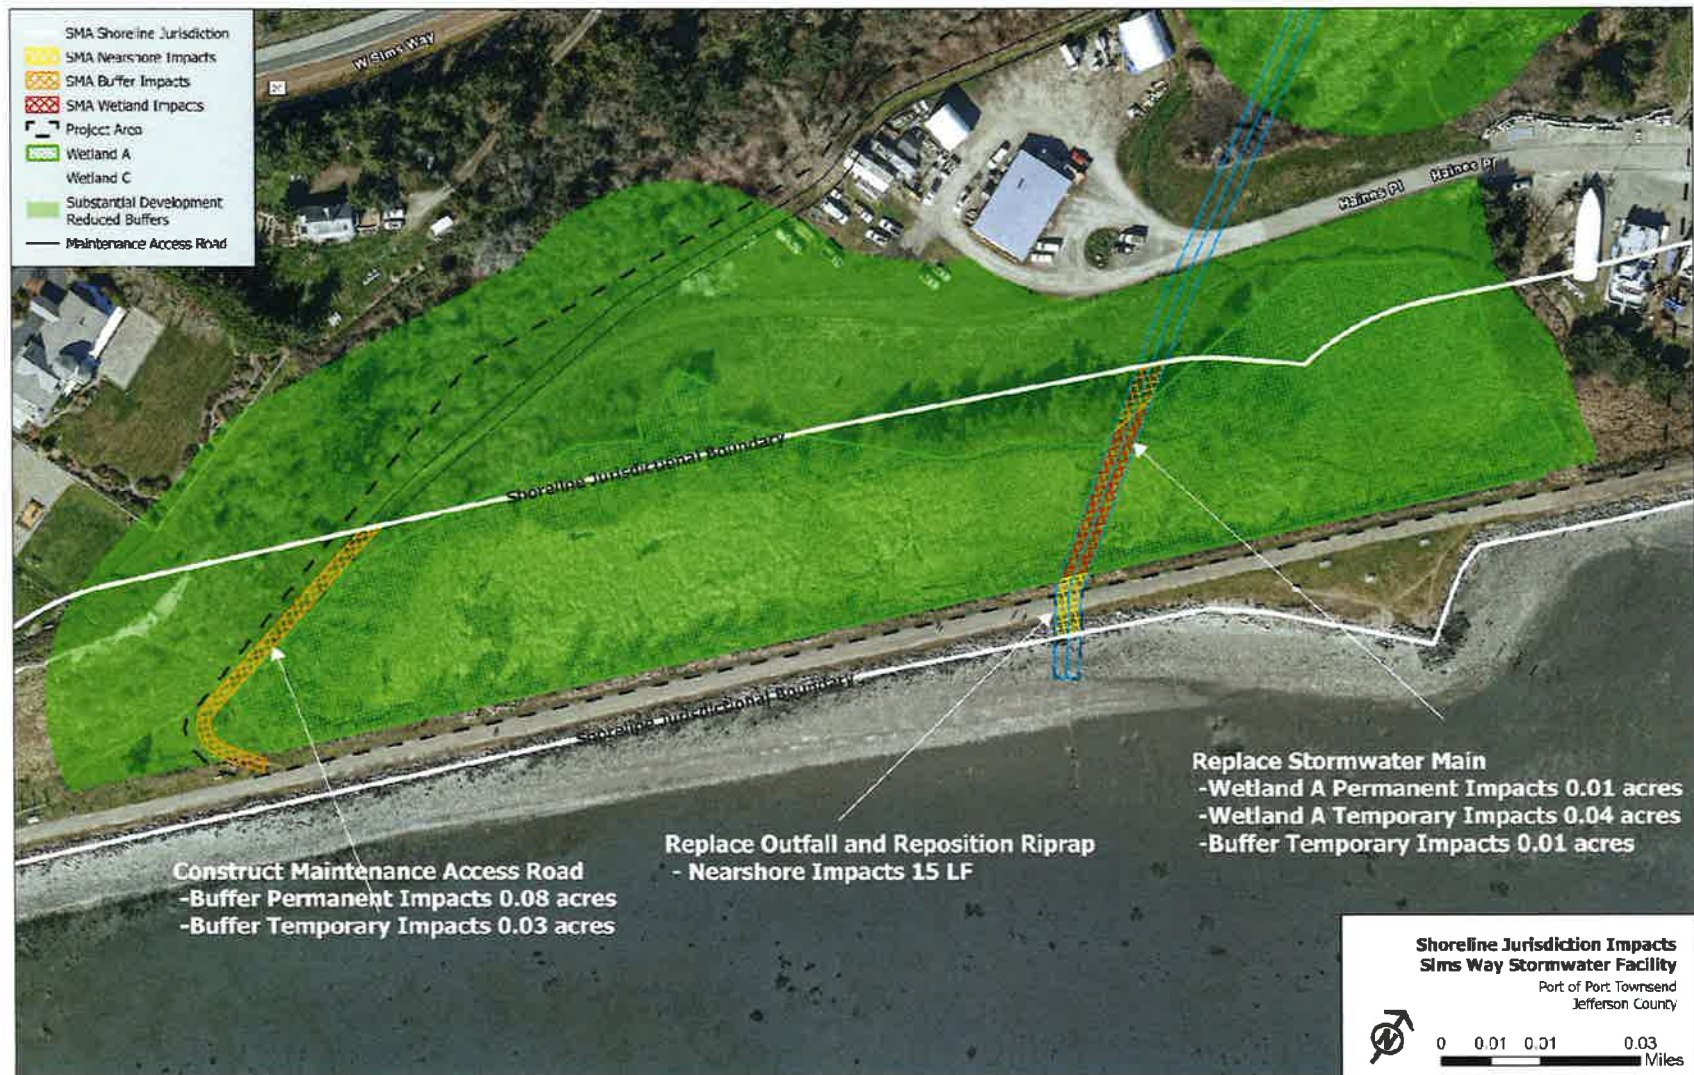 SMA Shoreline Jurisdiction
SMA Nearshore Impacts
SMA Buffer Impacts
SMA Wetland Impacts
Project Area
Wetland A
Wetland C
Substantial Development
Reduced Buffers
Maintenance Access Road
W Sims Way
20
Haines Pl
Haines Pl
Shoreline Jurisdictional Boundary
Shoreline Jurisdictional Boundary
Construct Maintenance Access Road
-Buffer Permanent Impacts 0.08 acres
-Buffer Temporary Impacts 0.03 acres
Replace Outfall and Reposition Riprap
- Nearshore Impacts 15 LF
Replace Stormwater Main
-Wetland A Permanent Impacts 0.01 acres
-Wetland A Temporary Impacts 0.04 acres
-Buffer Temporary Impacts 0.01 acres
Shoreline Jurisdiction Impacts
Sims Way Stormwater Facility
Port of Port Townsend
Jefferson County
N
0 0.01 0.01 0.03
Miles